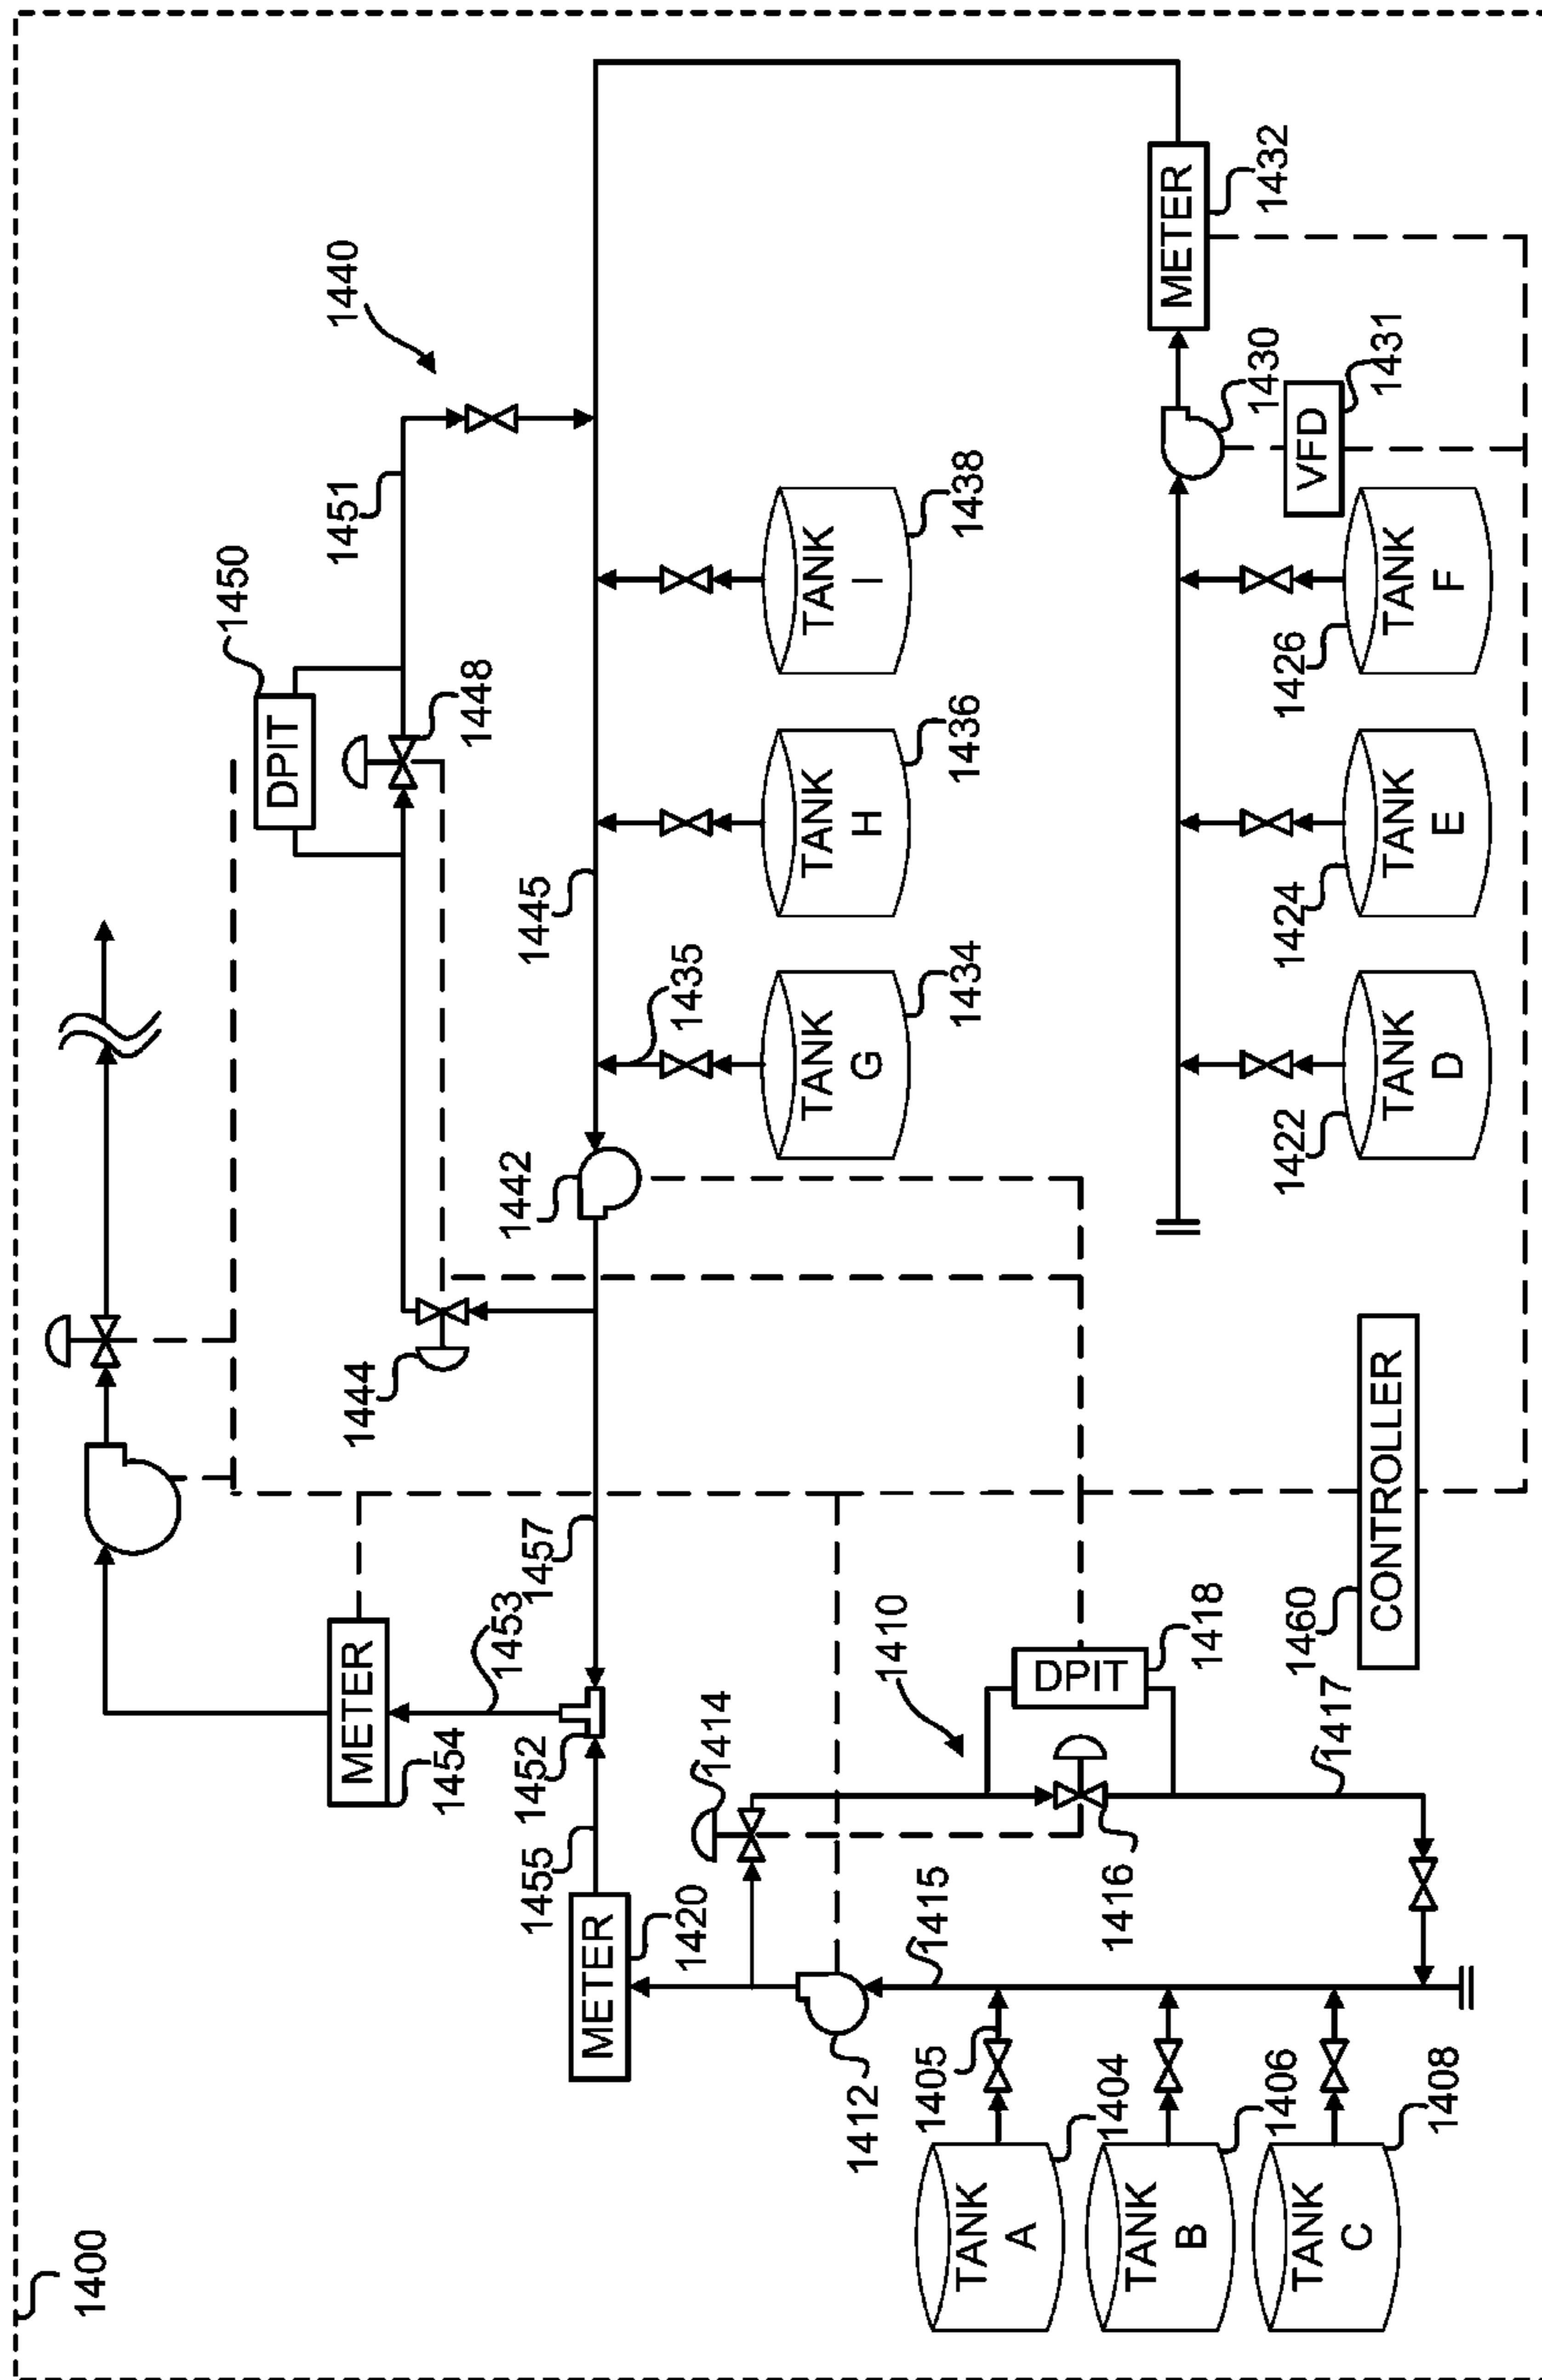 1400
1440
1450
1451
DPIT
1448
1444
METER
1454
1453
1452
1457
1455
METER
1420
1442
1445
1435
TANK
G
1434
TANK
H
1436
TANK
I
1438
METER
1432
1430
VFD
1431
1414
1410
DPIT
1418
1416
1417
1412
1415
1405
TANK
A
1404
TANK
B
1406
TANK
C
1408
1460
CONTROLLER
1422
TANK
D
1424
TANK
E
1426
TANK
F